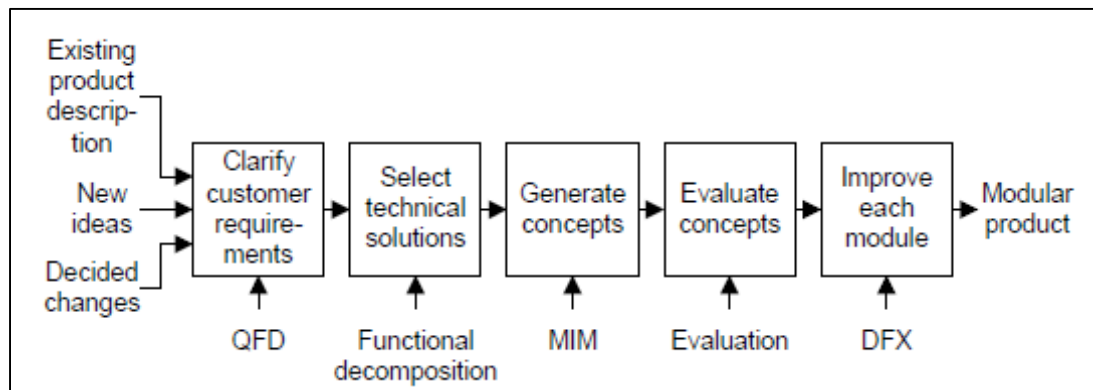 Existing
product
descrip-
tion
New
ideas
Decided
changes
Clarify
customer
require-
ments
Select
technical
solutions
Generate
concepts
Evaluate
concepts
Improve
each
module
Modular
product
QFD
Functional
decomposition
MIM
Evaluation
DFX